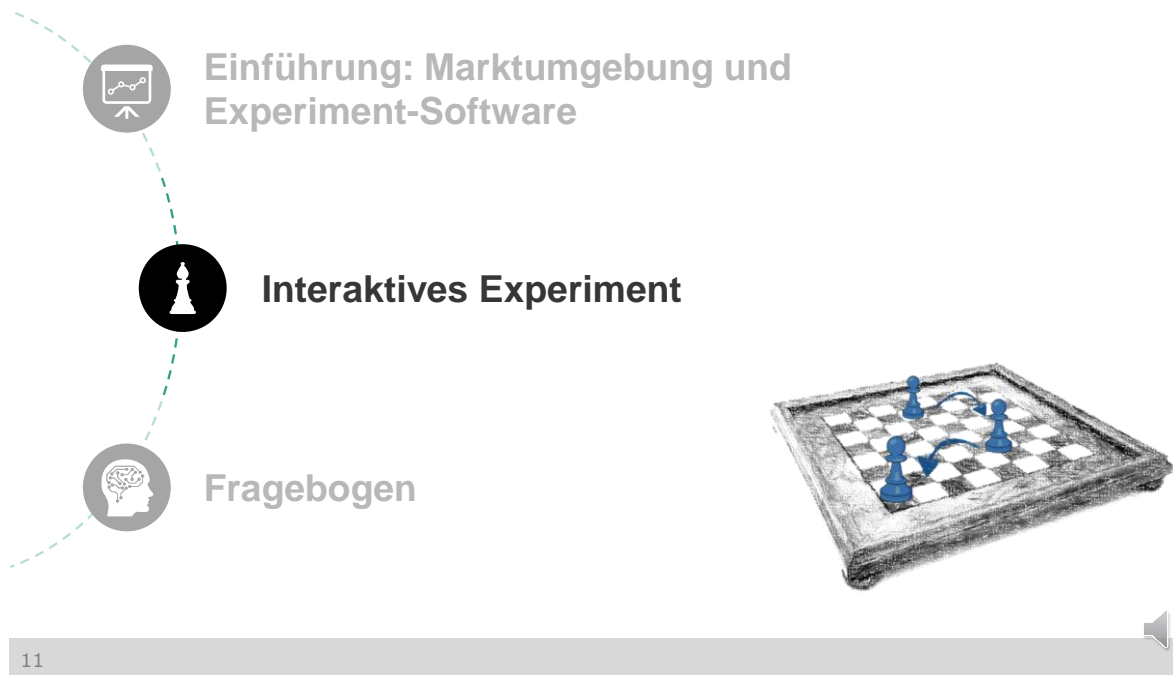 Einführung: Marktumgebung und
Experiment-Software
Interaktives Experiment
Fragebogen
11